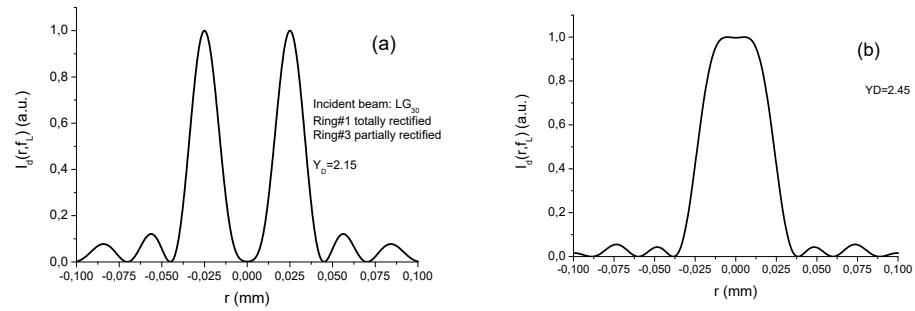 (a)
1,0
0,8
0,6
0,4
0,2
0,0
I_d(r,f_L) (a.u.)
Incident beam: LG_30
Ring#1 totally rectified
Ring#3 partially rectified
Y_D=2.15
-0,100 -0,075 -0,050 -0,025 0,000 0,025 0,050 0,075 0,100
r (mm)
(b)
1,0
0,8
0,6
0,4
0,2
0,0
I_d(r,f_L) (a.u.)
YD=2.45
-0,100 -0,075 -0,050 -0,025 0,000 0,025 0,050 0,075 0,100
r (mm)